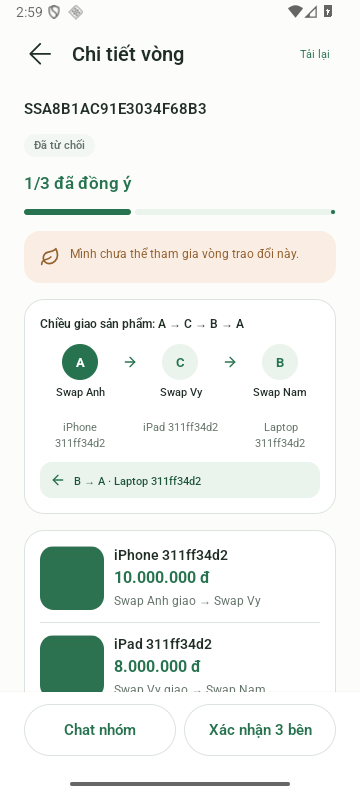 2:59
Chi tiết vòng
Tải lại
SSA8B1AC91E3034F68B3
Đã từ chối
1/3 đã đồng ý
Mình chưa thể tham gia vòng trao đổi này.
Chiều giao sản phẩm: A → C → B → A
A → C → B
Swap Anh Swap Vy Swap Nam
iPhone 311ff34d2 iPad 311ff34d2 Laptop 311ff34d2
← B → A · Laptop 311ff34d2
iPhone 311ff34d2
10.000.000 đ
Swap Anh giao → Swap Vy
iPad 311ff34d2
8.000.000 đ
Swap Vy giao → Swap Nam
Chat nhóm
Xác nhận 3 bên